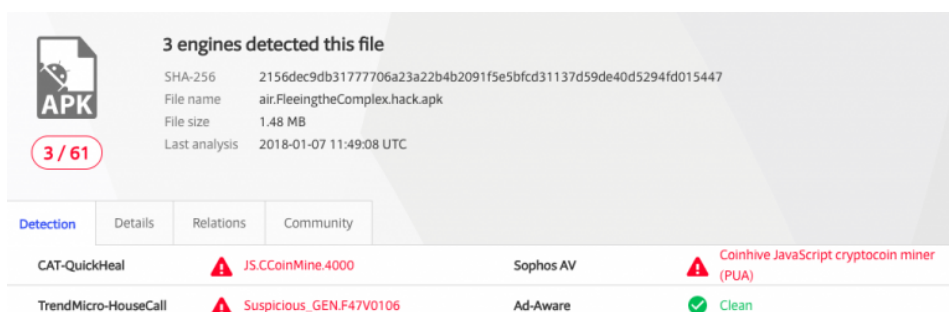 3 engines detected this file
SHA-256 2156dec9db31777706a23a22b4b2091f5e5bfcd31137d59de40d5294fd015447
File name air.FleeingtheComplex.hack.apk
File size 1.48 MB
Last analysis 2018-01-07 11:49:08 UTC
APK
3 / 61
Detection Details Relations Community
CAT-QuickHeal JS.CCoinMine.4000 Sophos AV Coinhive JavaScript cryptocoin miner
(PUA)
TrendMicro-HouseCall Suspicious_GEN.F47V0106 Ad-Aware Clean